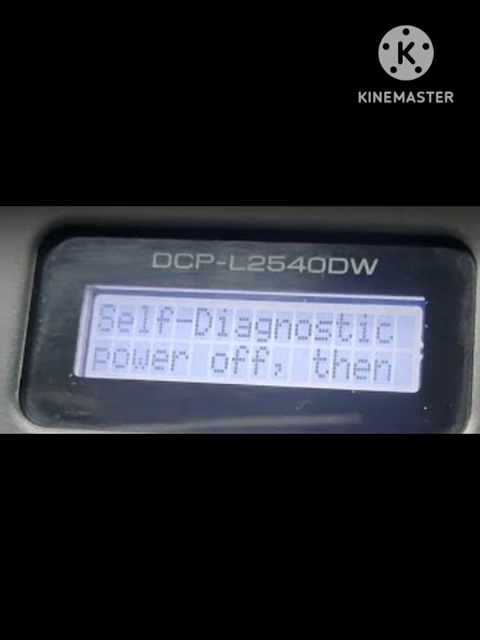 K
KINEMASTER
DCP-L2540DW
Self-Diagnostic
power off, then